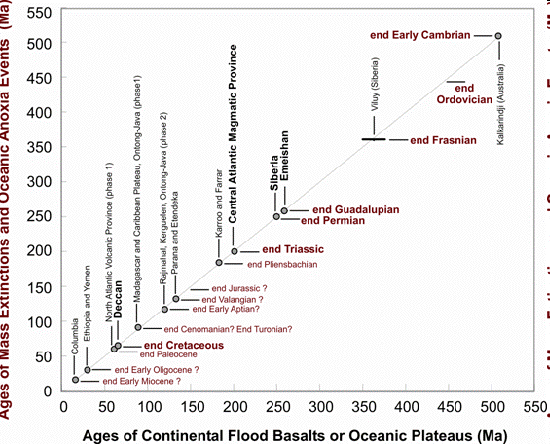 Ages of Mass Extinctions and Oceanic Anoxia Events (Ma)
550
500
450
400
350
300
250
200
150
100
50
0
0 50 100 150 200 250 300 350 400 450 500 550
Ages of Continental Flood Basalts or Oceanic Plateaus (Ma)
Columbia
Ethiopia and Yemen
North Atlantic Volcanic Province (phase 1)
Deccan
Madagascar and Caribbean Plateau, Ontong-Java (phase1)
Rajmahal, Kerguelen, Ontong-Java (phase 2)
Parana and Etendeka
Karroo and Farrar
Central Atlantic Magmatic Province
Siberia
Emeishan
Viluy (Siberia)
Kalkarindji (Australia)
end Early Cambrian
end
Ordovician
end Frasnian
end Guadalupian
end Permian
end Triassic
end Pliensbachian
end Jurassic ?
end Valangian ?
end Early Aptian?
end Cenomanian? End Turonian?
end Cretaceous
end Paleocene
end Early Oligocene ?
end Early Miocene ?